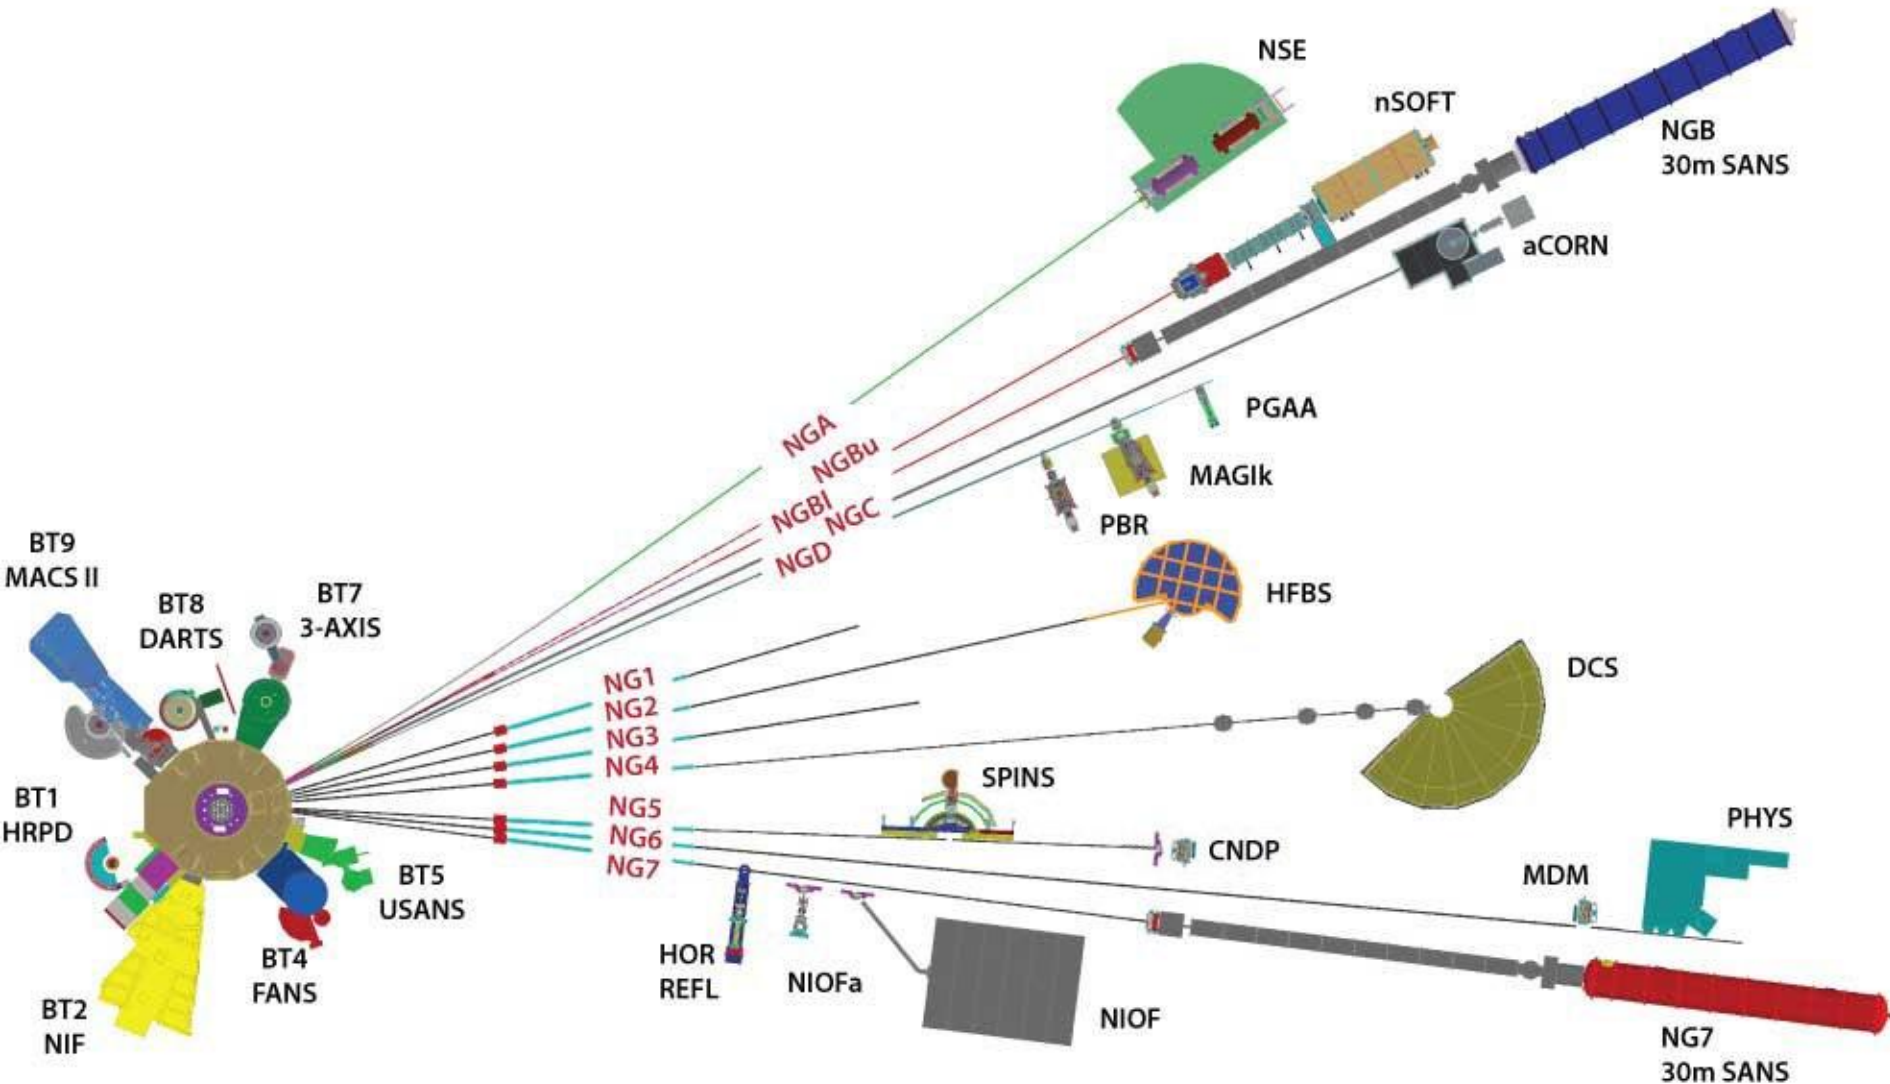 NSE
nSOFT
NGB
30m SANS
aCORN
NGA
NGBu
NGBl
NGC
NGD
PGAA
MAGIk
PBR
BT9
MACS II
BT8
DARTS
BT7
3-AXIS
HFBS
NG1
NG2
NG3
NG4
DCS
SPINS
BT1
HRPD
NG5
NG6
NG7
CNDP
PHYS
MDM
BT5
USANS
BT4
FANS
HOR
REFL
NIOFa
NIOF
BT2
NIF
NG7
30m SANS